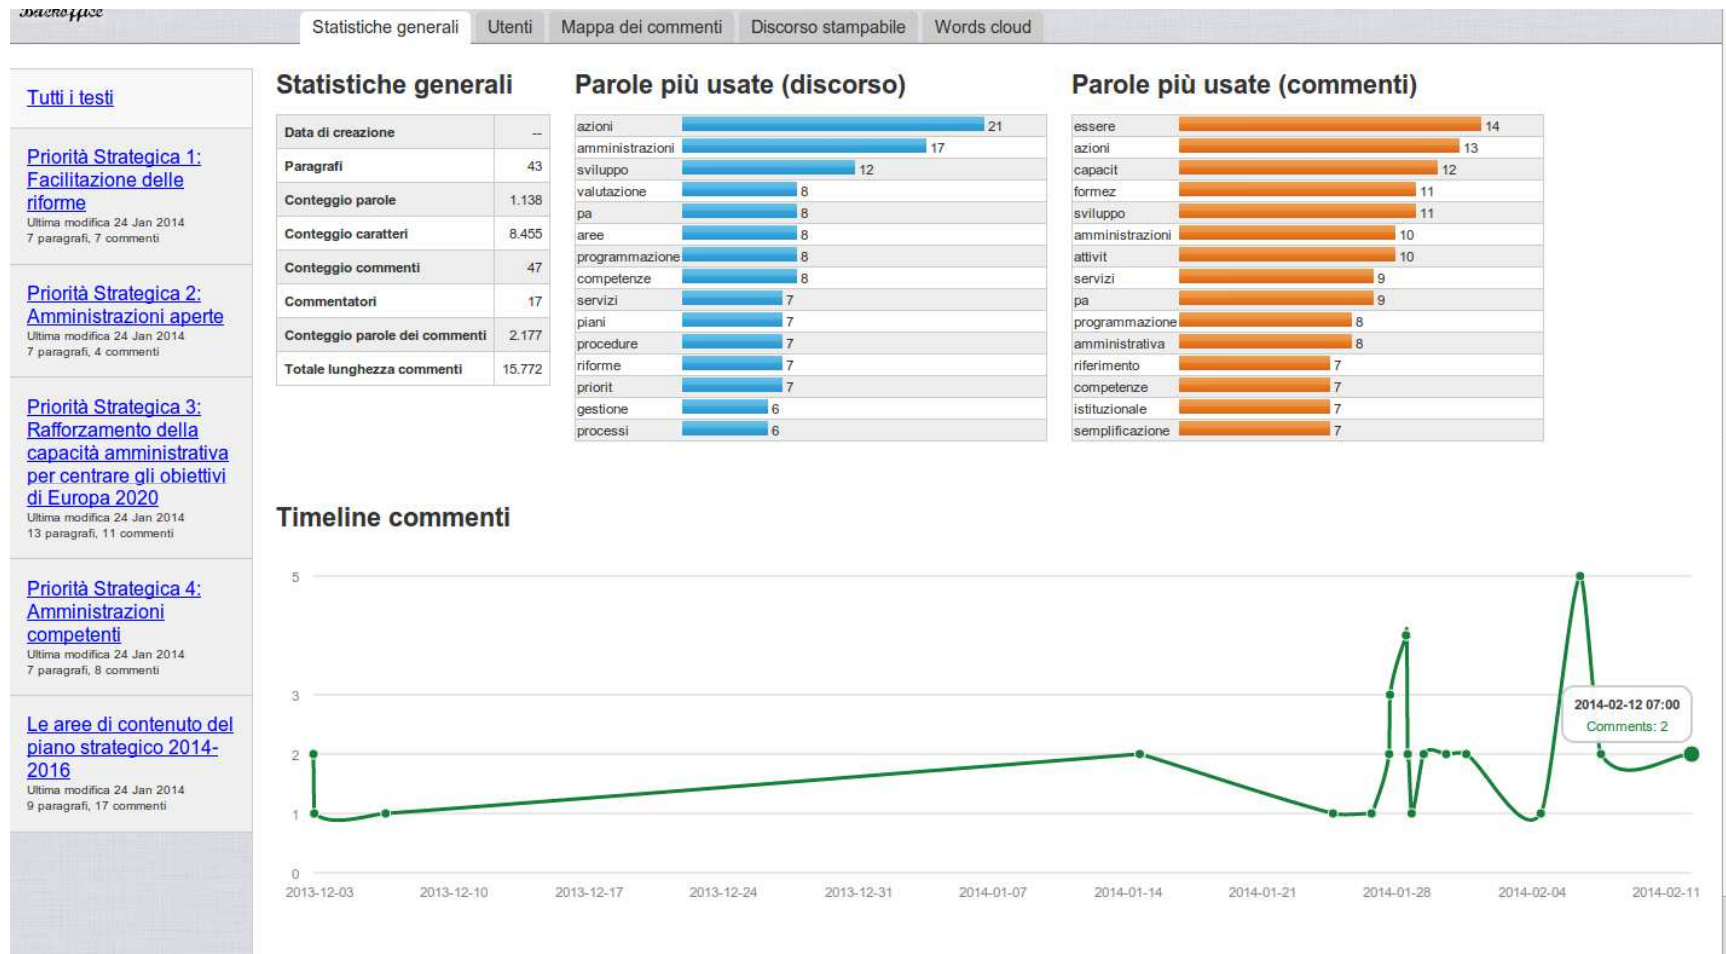 Backoffice
Statistiche generali
Utenti
Mappa dei commenti
Discorso stampabile
Words cloud
Tutti i testi
Priorità Strategica 1:
Facilitazione delle
riforme
Ultima modifica 24 Jan 2014
7 paragrafi, 7 commenti
Priorità Strategica 2:
Amministrazioni aperte
Ultima modifica 24 Jan 2014
7 paragrafi, 4 commenti
Priorità Strategica 3:
Rafforzamento della
capacità amministrativa
per centrare gli obiettivi
di Europa 2020
Ultima modifica 24 Jan 2014
13 paragrafi, 11 commenti
Priorità Strategica 4:
Amministrazioni
competenti
Ultima modifica 24 Jan 2014
7 paragrafi, 8 commenti
Le aree di contenuto del
piano strategico 2014-
2016
Ultima modifica 24 Jan 2014
9 paragrafi, 17 commenti
Statistiche generali
Data di creazione --
Paragrafi 43
Conteggio parole 1.138
Conteggio caratteri 8.455
Conteggio commenti 47
Commentatori 17
Conteggio parole dei commenti 2.177
Totale lunghezza commenti 15.772
Parole più usate (discorso)
azioni 21
amministrazioni 17
sviluppo 12
valutazione 8
pa 8
aree 8
programmazione 8
competenze 8
servizi 7
piani 7
procedure 7
riforme 7
priorit 7
gestione 6
processi 6
Parole più usate (commenti)
essere 14
azioni 13
capacit 12
formez 11
sviluppo 11
amministrazioni 10
attivit 10
servizi 9
pa 9
programmazione 8
amministrativa 8
riferimento 7
competenze 7
istituzionale 7
semplificazione 7
Timeline commenti
5
3
2
1
0
2014-02-12 07:00
Comments: 2
2013-12-03 2013-12-10 2013-12-17 2013-12-24 2013-12-31 2014-01-07 2014-01-14 2014-01-21 2014-01-28 2014-02-04 2014-02-11